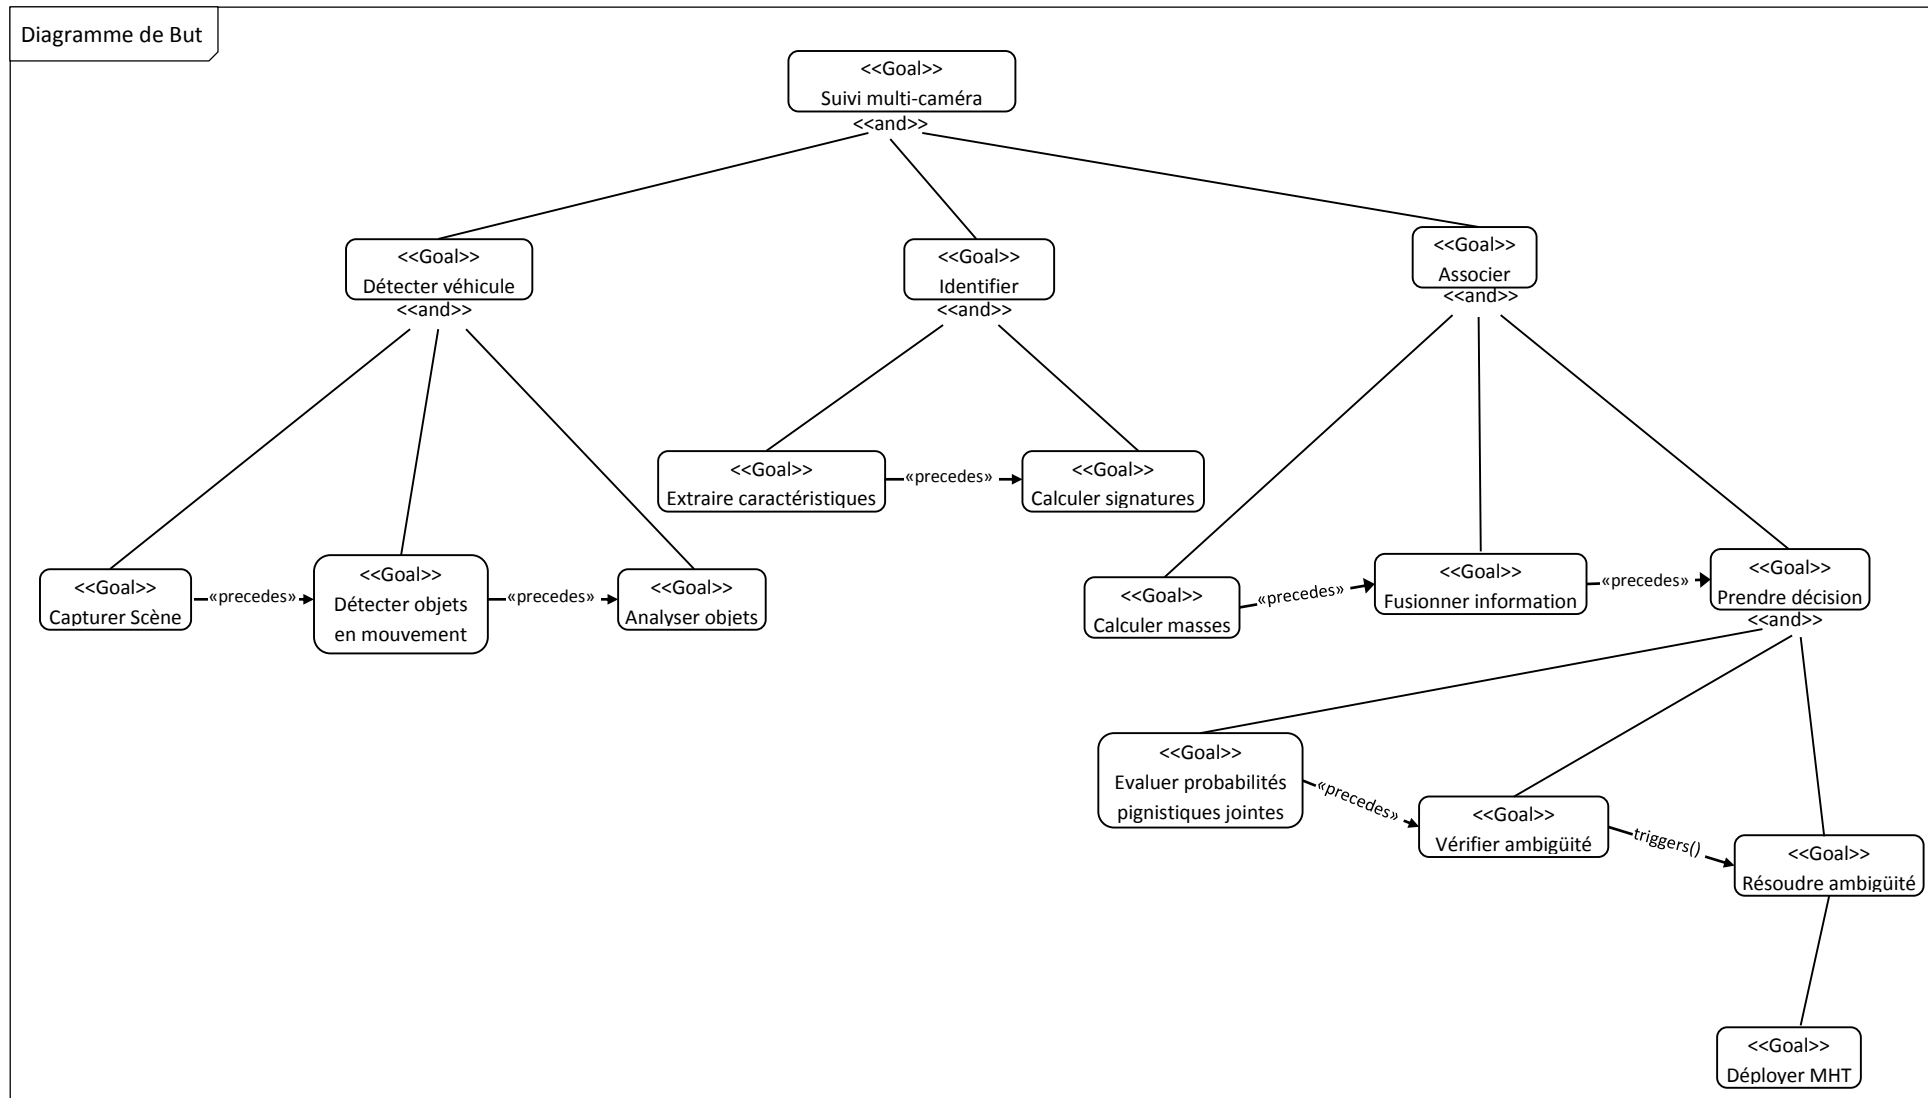 Diagramme de But
<<Goal>>
Suivi multi-caméra
<<and>>
<<Goal>>
Détecter véhicule
<<and>>
<<Goal>>
Identifier
<<and>>
<<Goal>>
Associer
<<and>>
<<Goal>>
Extraire caractéristiques
«precedes»
<<Goal>>
Calculer signatures
<<Goal>>
Capturer Scène
«precedes»
<<Goal>>
Détecter objets
en mouvement
«precedes»
<<Goal>>
Analyser objets
<<Goal>>
Calculer masses
«precedes»
<<Goal>>
Fusionner information
«precedes»
<<Goal>>
Prendre décision
<<and>>
<<Goal>>
Evaluer probabilités
pignistiques jointes
«precedes»
<<Goal>>
Vérifier ambigüité
triggers()
<<Goal>>
Résoudre ambigüité
<<Goal>>
Déployer MHT